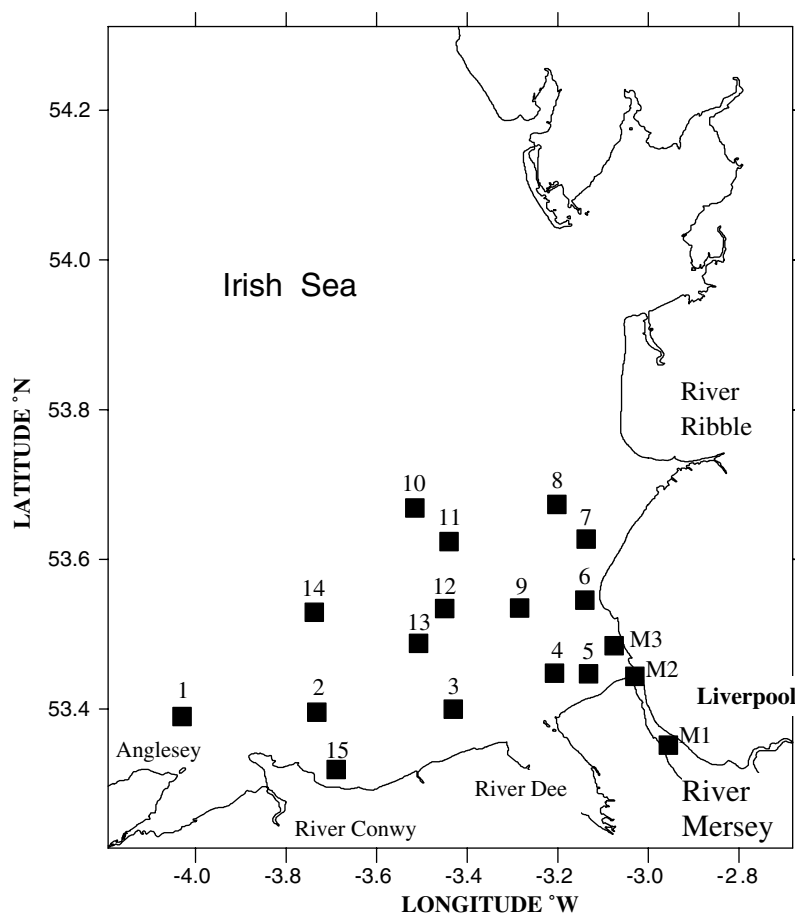 54.2
54.0
Irish Sea
53.8
River
Ribble
LATITUDE °N
10
8
11
7
53.6
6
14
12
9
13
M3
4
5
M2
53.4
1
2
3
Liverpool
M1
Anglesey
15
River Dee
River
Mersey
River Conwy
-4.0 -3.8 -3.6 -3.4 -3.2 -3.0 -2.8
LONGITUDE °W